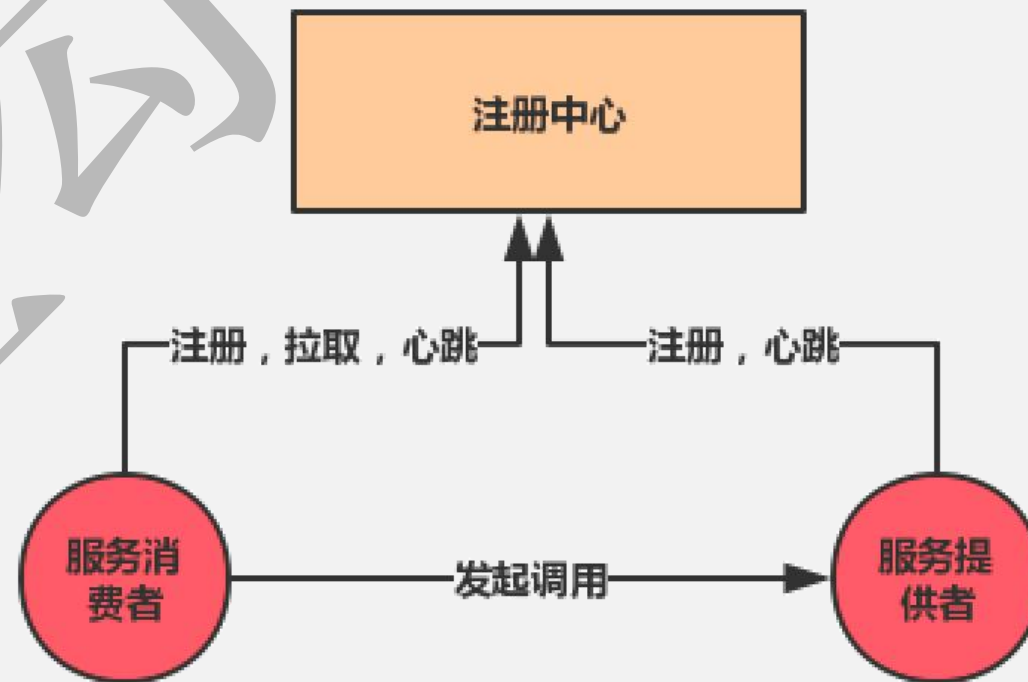 注册中心
注册，拉取，心跳
注册，心跳
服务消
费者
发起调用
服务提
供者